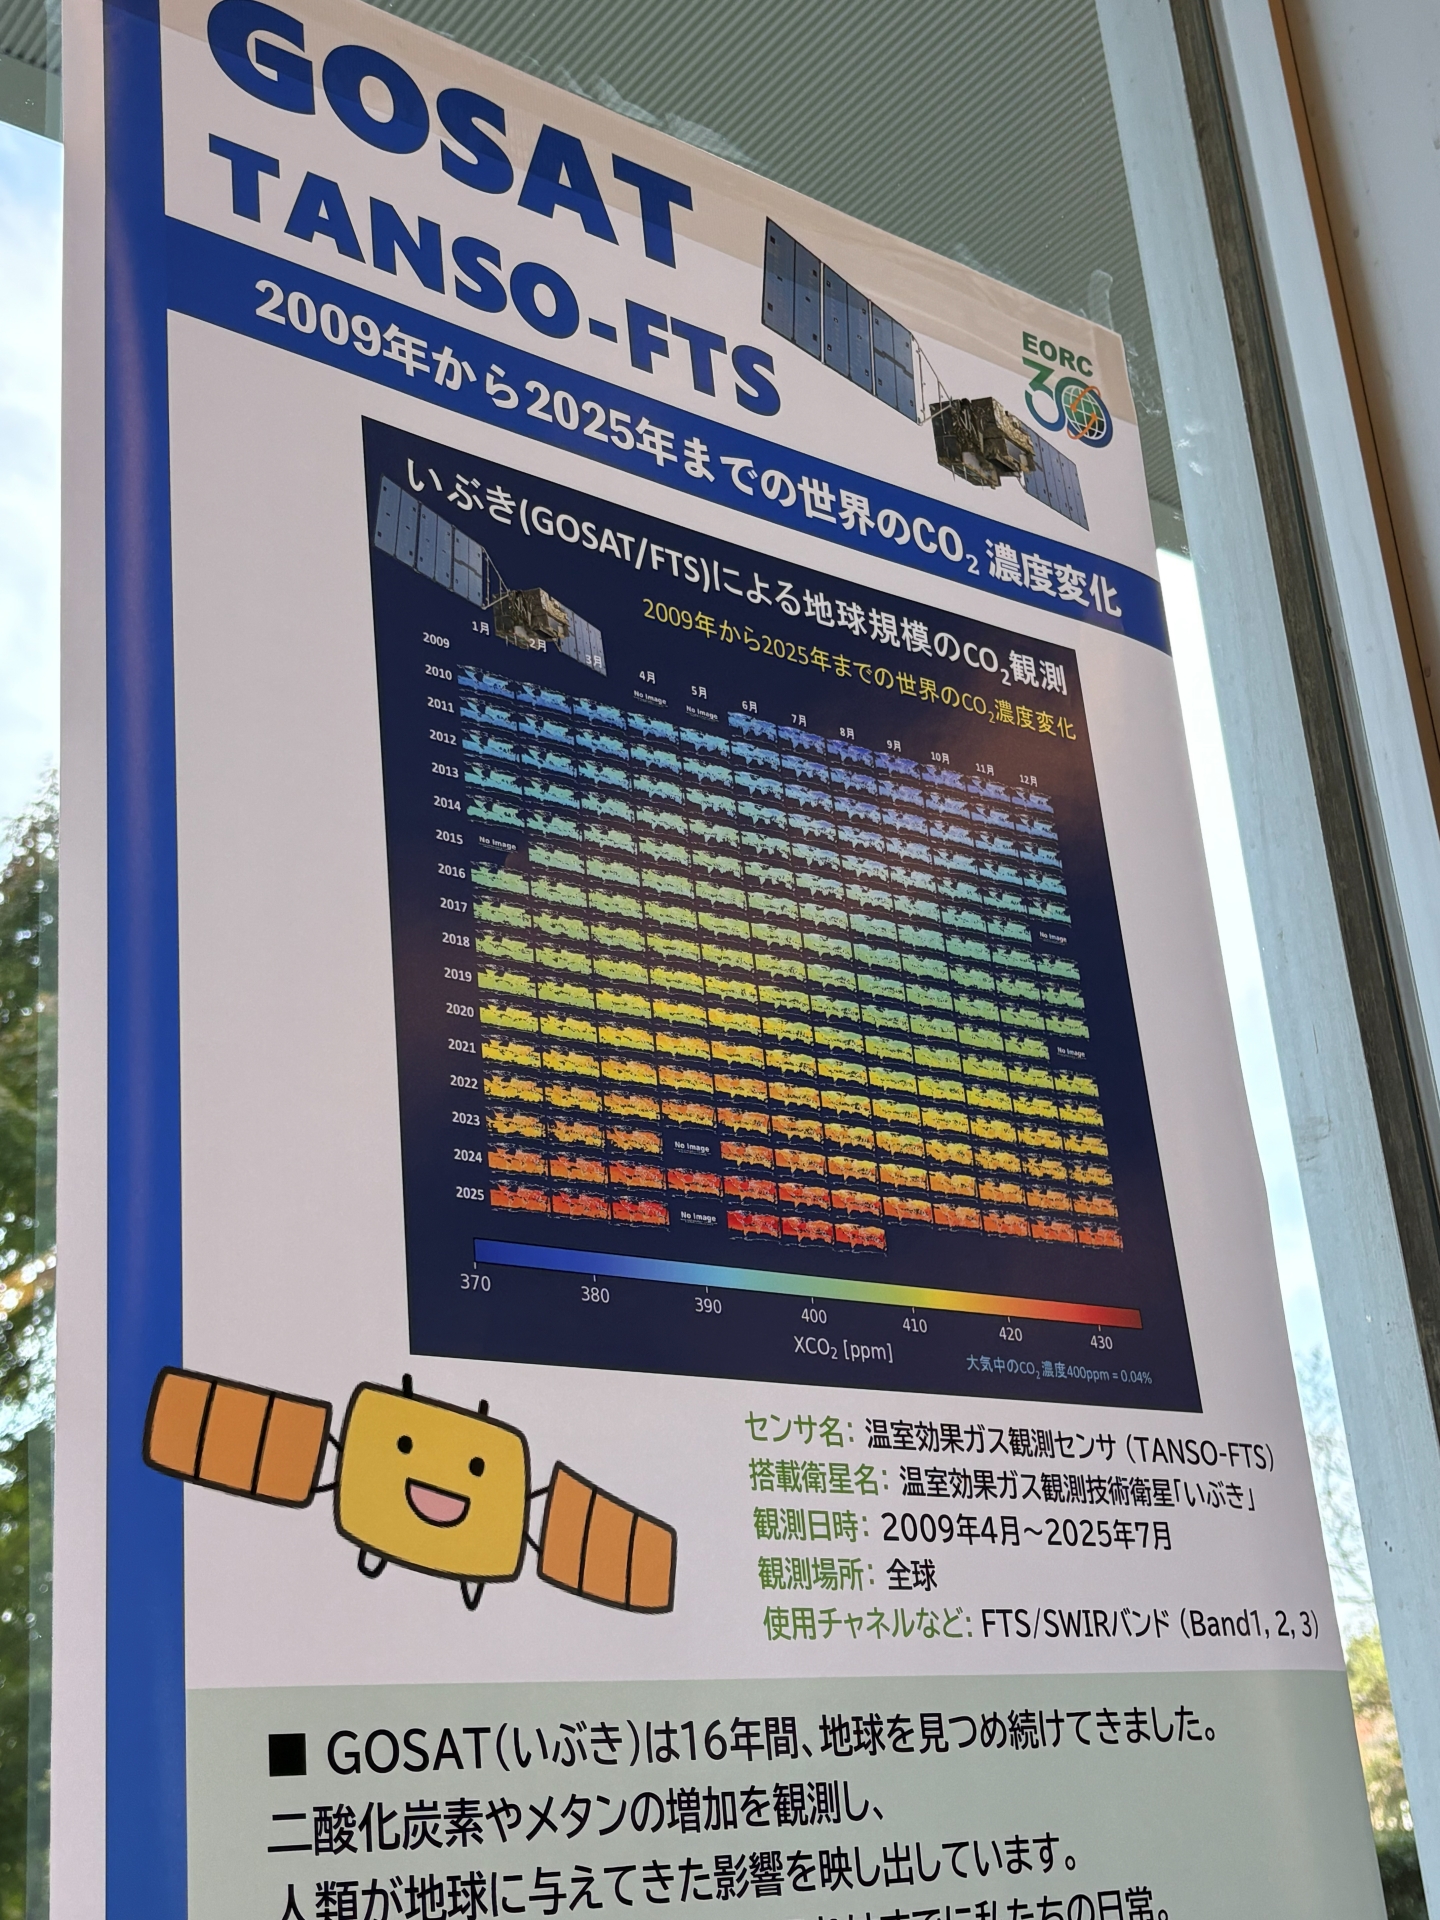 GOSAT
TANSO-FTS
EORC
30
2009年から2025年までの世界のCO₂濃度変化
いぶき(GOSAT/FTS)による地球規模のCO₂観測
2009年から2025年までの世界のCO₂濃度変化
1月 2月 3月 4月 5月 6月 7月 8月 9月 10月 11月 12月
2009 No Image No Image
2010
2011
2012
2013
2014 No Image
2015 No Image
2016
2017
2018 No Image
2019
2020
2021
2022
2023 No Image
2024
2025 No Image
370 380 390 400 410 420 430
XCO₂ [ppm]
大気中のCO₂濃度400ppm = 0.04%
センサ名: 温室効果ガス観測センサ (TANSO-FTS)
搭載衛星名: 温室効果ガス観測技術衛星「いぶき」
観測日時: 2009年4月~2025年7月
観測場所: 全球
使用チャネルなど: FTS/SWIRバンド (Band1, 2, 3)
■ GOSAT(いぶき)は16年間、地球を見つめ続けてきました。
二酸化炭素やメタンの増加を観測し、
人類が地球に与えてきた影響を映し出しています。
すでに私たちの日常。